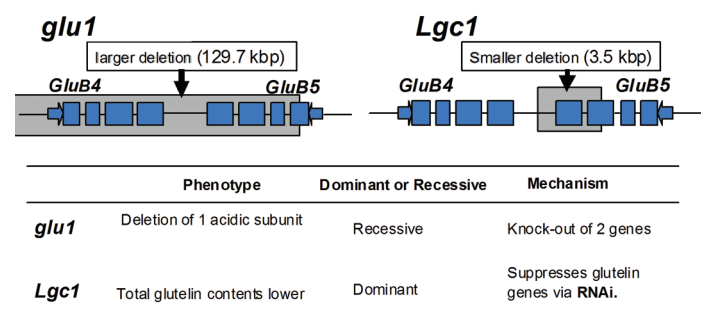 glu1
Lgc1
larger deletion (129.7 kbp)
Smaller deletion (3.5 kbp)
GluB4
GluB5
GluB4
GluB5
Phenotype Dominant or Recessive Mechanism
glu1 Deletion of 1 acidic subunit Recessive Knock-out of 2 genes
Lgc1 Total glutelin contents lower Dominant Suppresses glutelin
genes via RNAi.